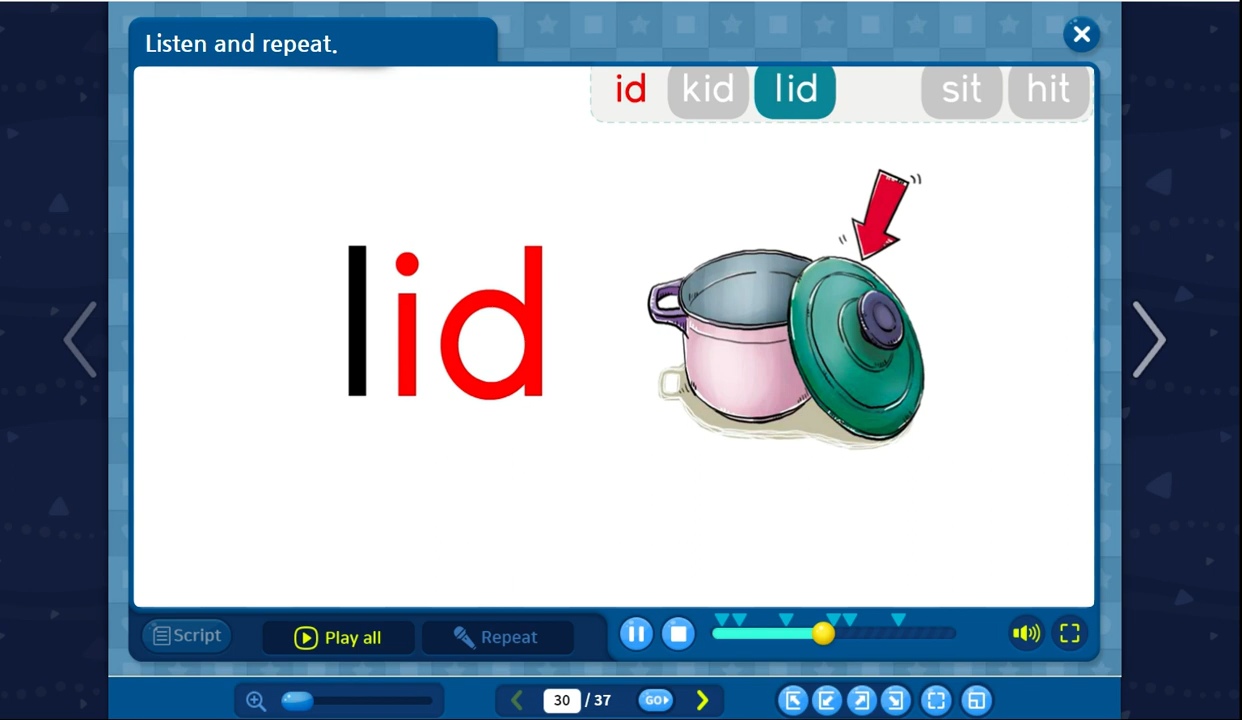 Listen and repeat.
id kid lid sit hit
lid
Script Play all Repeat
30 / 37 GO